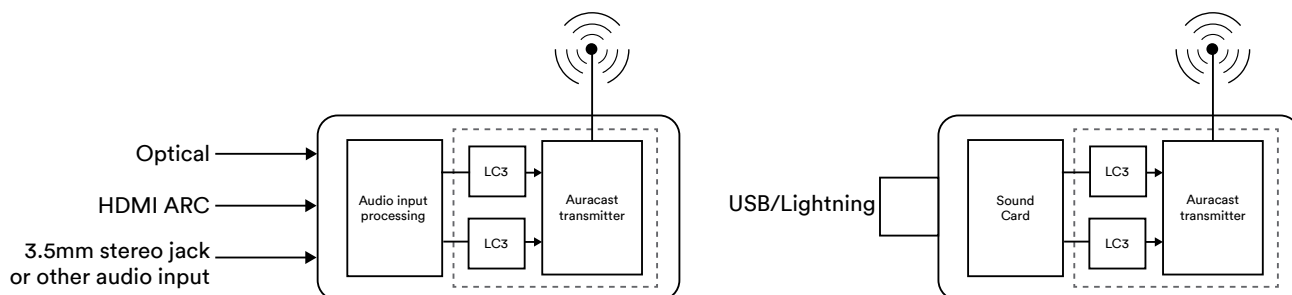 Optical
HDMI ARC
3.5mm stereo jack
or other audio input
Audio input
processing
LC3
LC3
Auracast
transmitter
USB/Lightning
Sound
Card
LC3
LC3
Auracast
transmitter